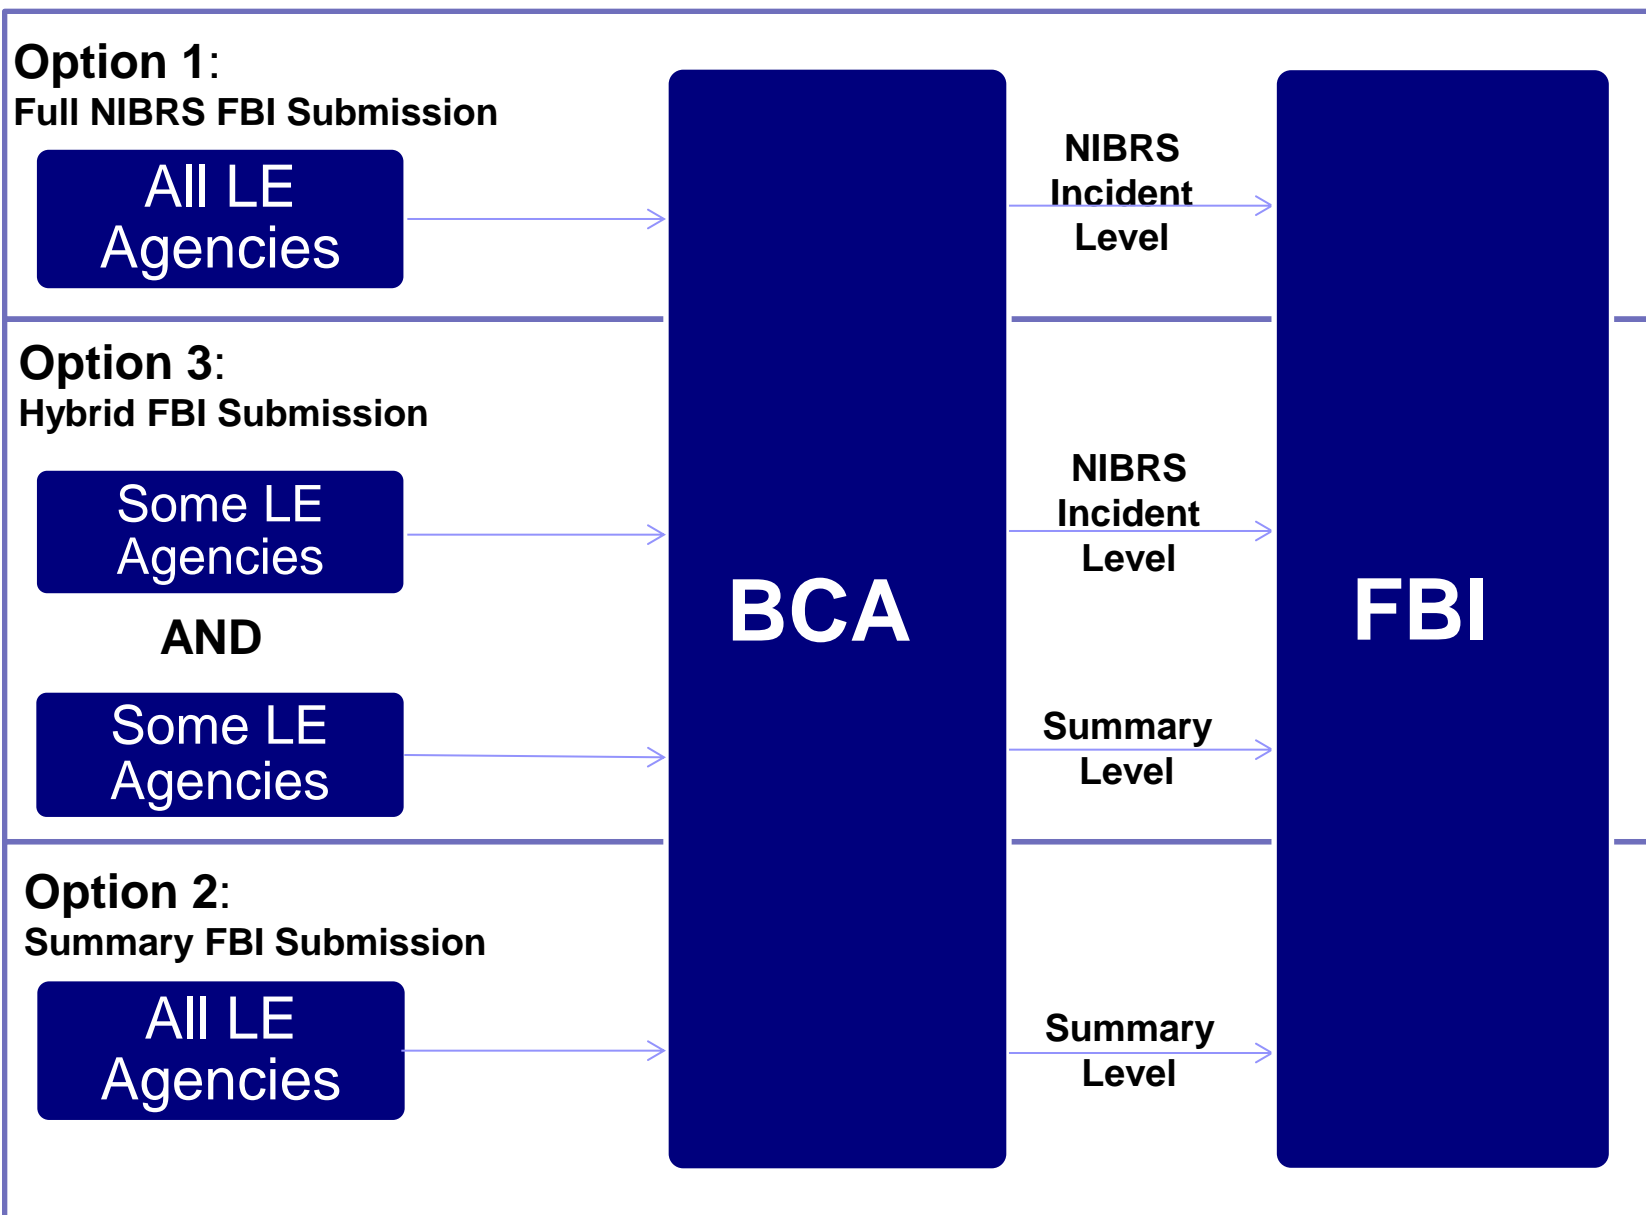 Option 1:
Full NIBRS FBI Submission
All LE
Agencies
NIBRS
Incident
Level
Option 3:
Hybrid FBI Submission
Some LE
Agencies
NIBRS
Incident
Level
AND
BCA
FBI
Some LE
Agencies
Summary
Level
Option 2:
Summary FBI Submission
All LE
Agencies
Summary
Level